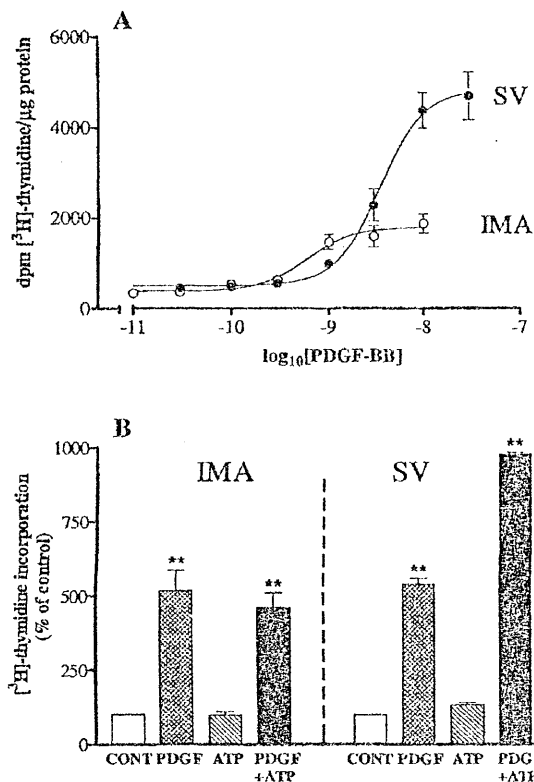 A
6000
4000
2000
0
dpm [³H]-thymidine/µg protein
SV
IMA
-11 -10 -9 -8 -7
log₁₀[PDGF-BB]
B
1000
750
500
250
0
[³H]-thymidine incorporation
(% of control)
IMA SV
** ** ** **
CONT PDGF ATP PDGF CONT PDGF ATP PDG
+ATP +ATP